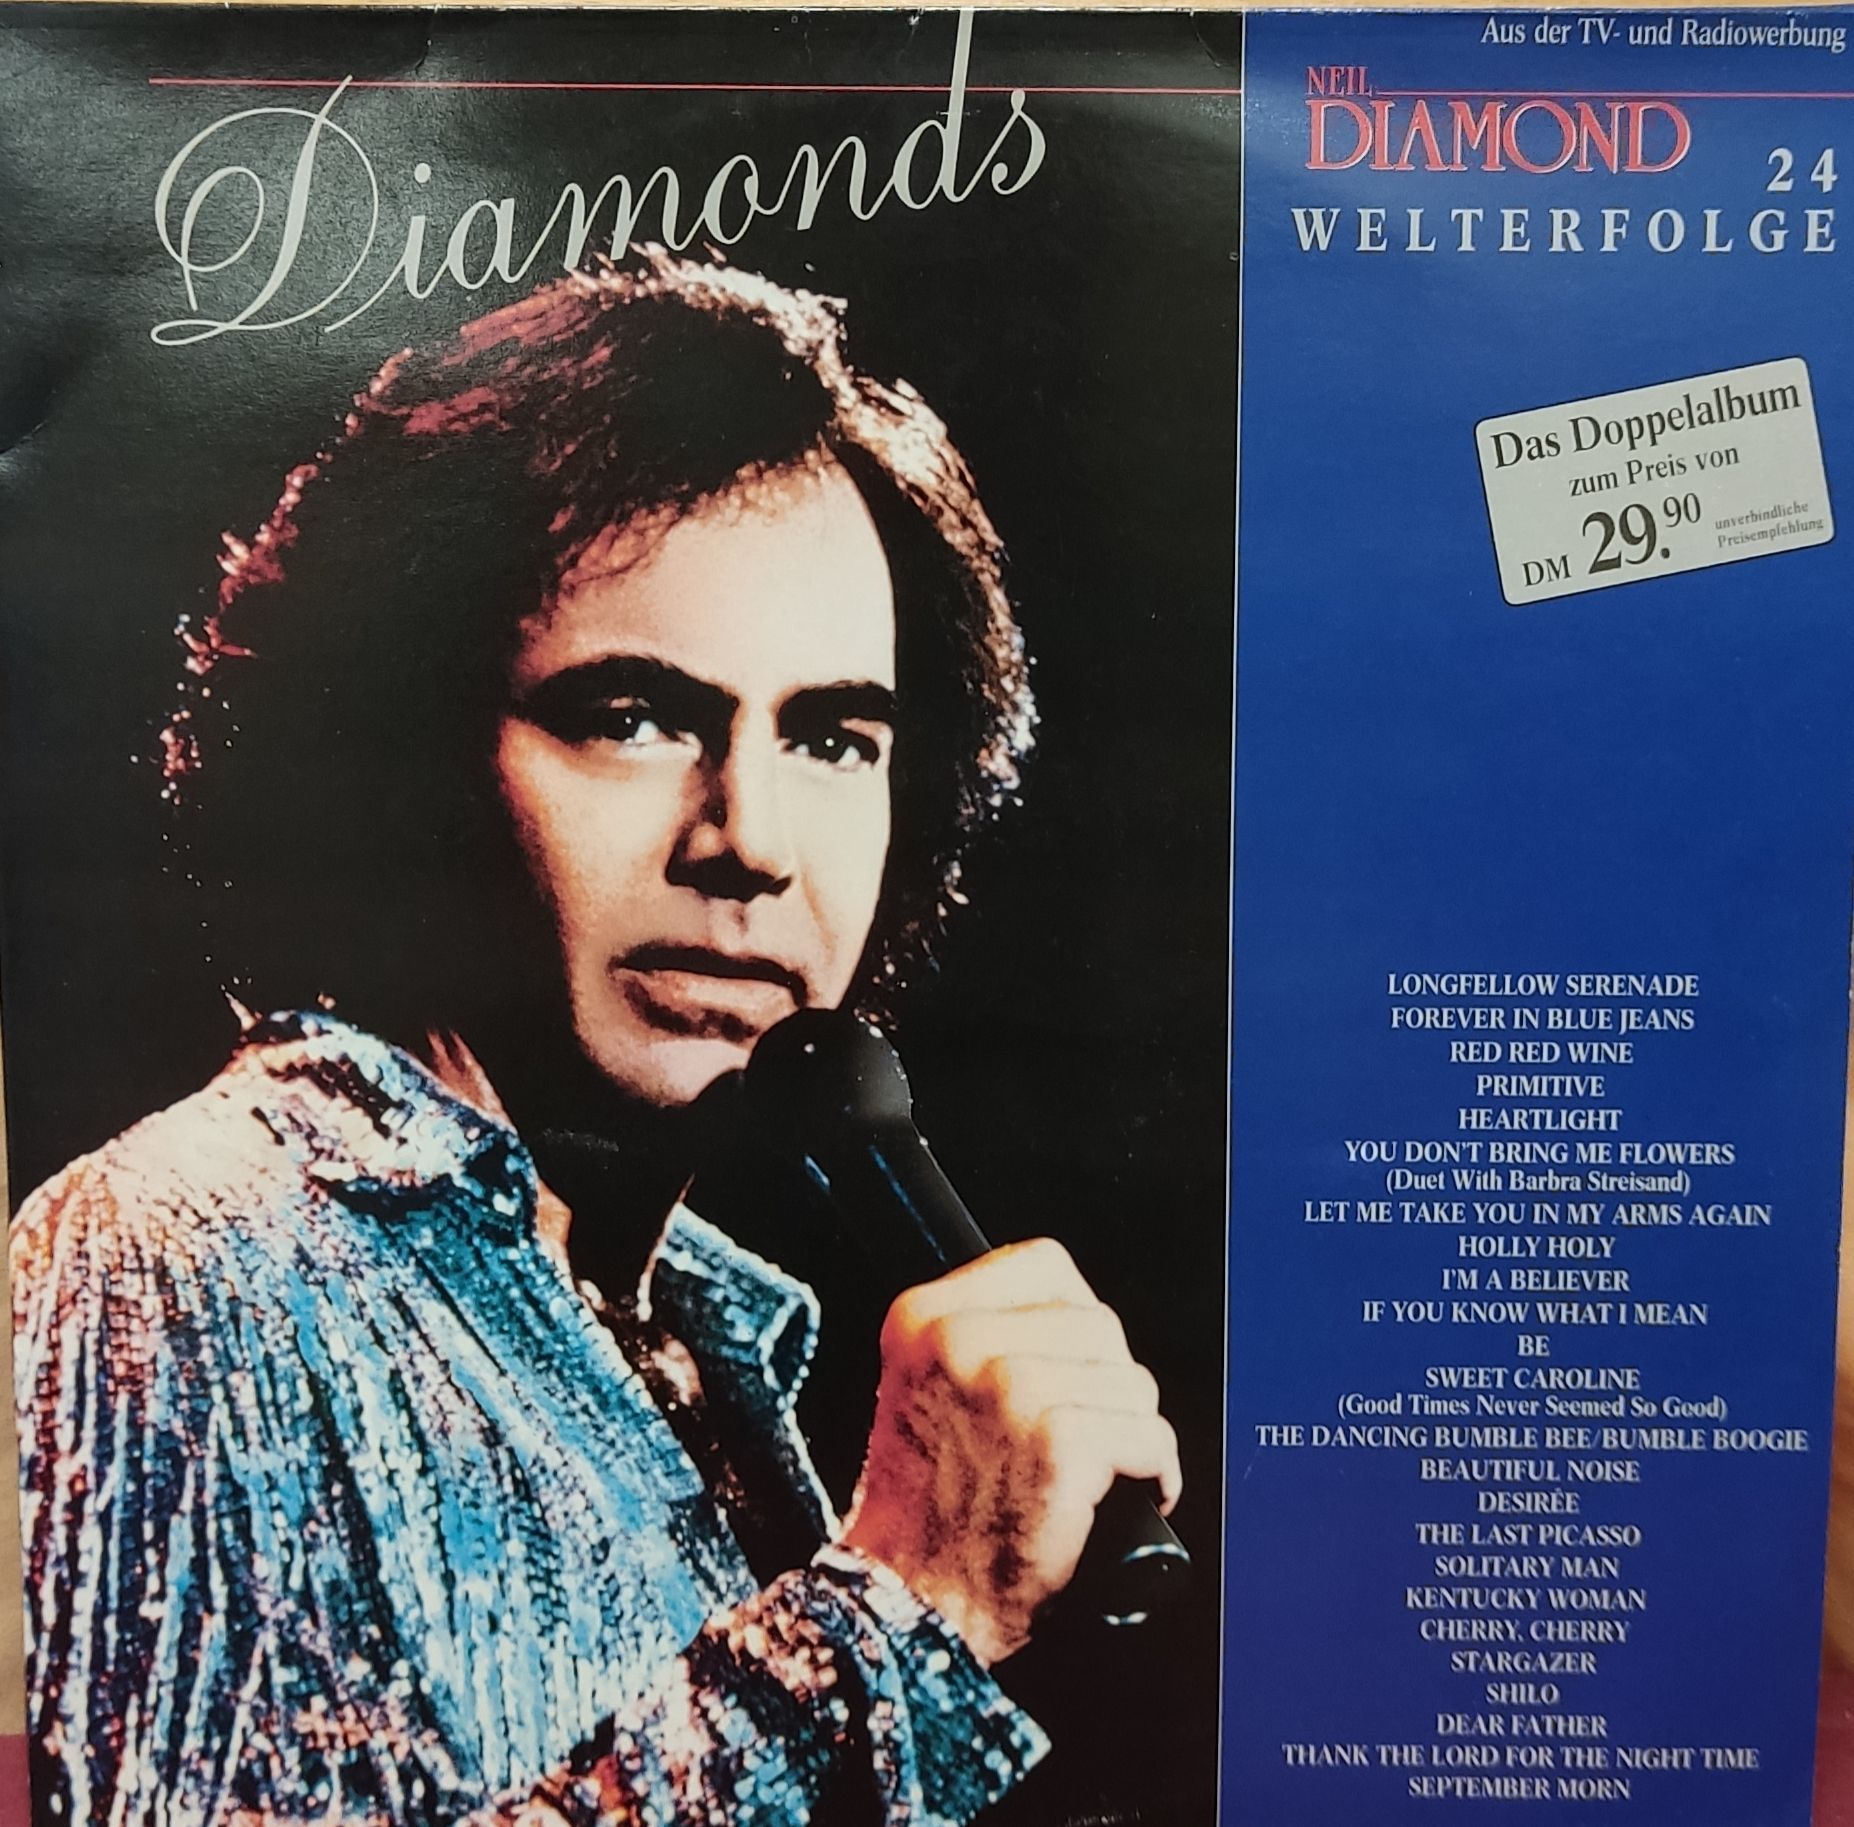 Diamonds
Aus der TV- und Radiowerbung
NEIL
DIAMOND
24
WELTERFOLGE
Das Doppelalbum
zum Preis von
DM 29.90 unverbindliche
Preisempfehlung
LONGFELLOW SERENADE
FOREVER IN BLUE JEANS
RED RED WINE
PRIMITIVE
HEARTLIGHT
YOU DON'T BRING ME FLOWERS
(Duet With Barbra Streisand)
LET ME TAKE YOU IN MY ARMS AGAIN
HOLLY HOLY
I'M A BELIEVER
IF YOU KNOW WHAT I MEAN
BE
SWEET CAROLINE
(Good Times Never Seemed So Good)
THE DANCING BUMBLE BEE/BUMBLE BOOGIE
BEAUTIFUL NOISE
DESIRÉE
THE LAST PICASSO
SOLITARY MAN
KENTUCKY WOMAN
CHERRY, CHERRY
STARGAZER
SHILO
DEAR FATHER
THANK THE LORD FOR THE NIGHT TIME
SEPTEMBER MORN